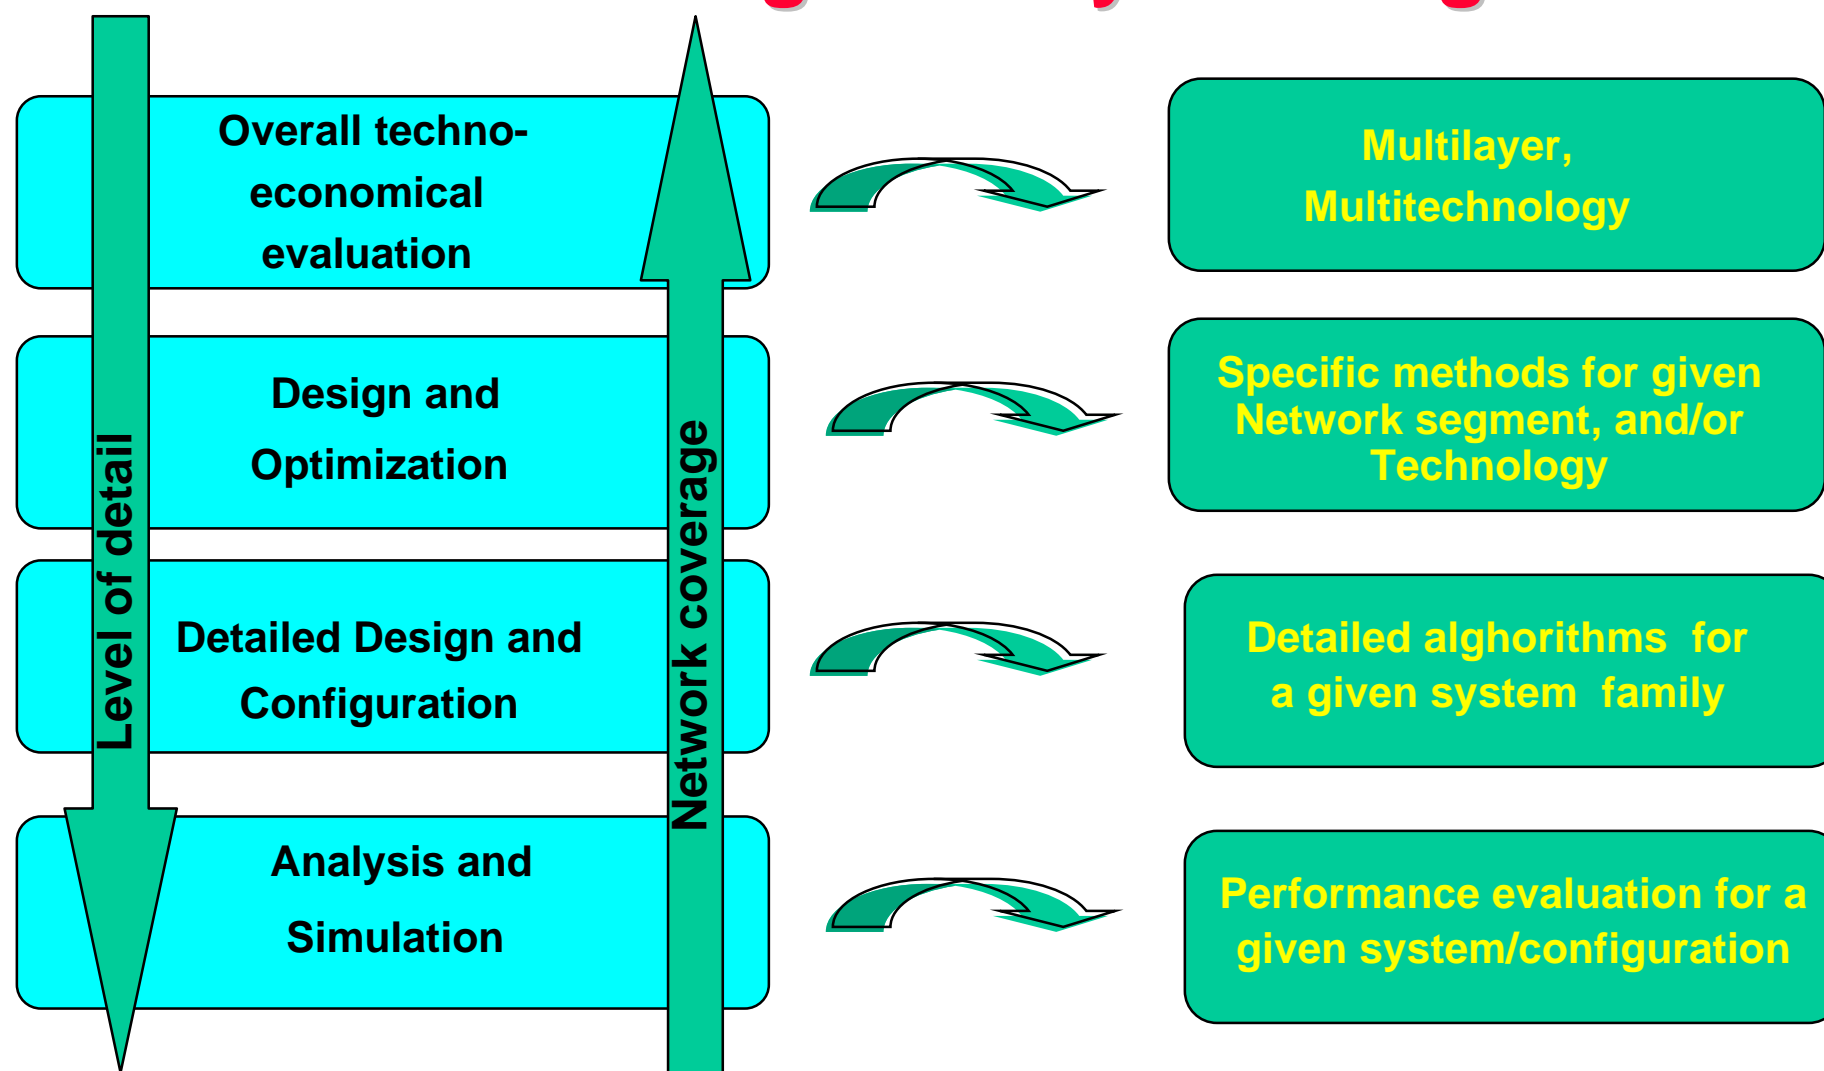 Overall techno-
economical
evaluation
Multilayer,
Multitechnology
Design and
Optimization
Specific methods for given
Network segment, and/or
Technology
Level of detail
Network coverage
Detailed Design and
Configuration
Detailed alghorithms for
a given system family
Analysis and
Simulation
Performance evaluation for a
given system/configuration